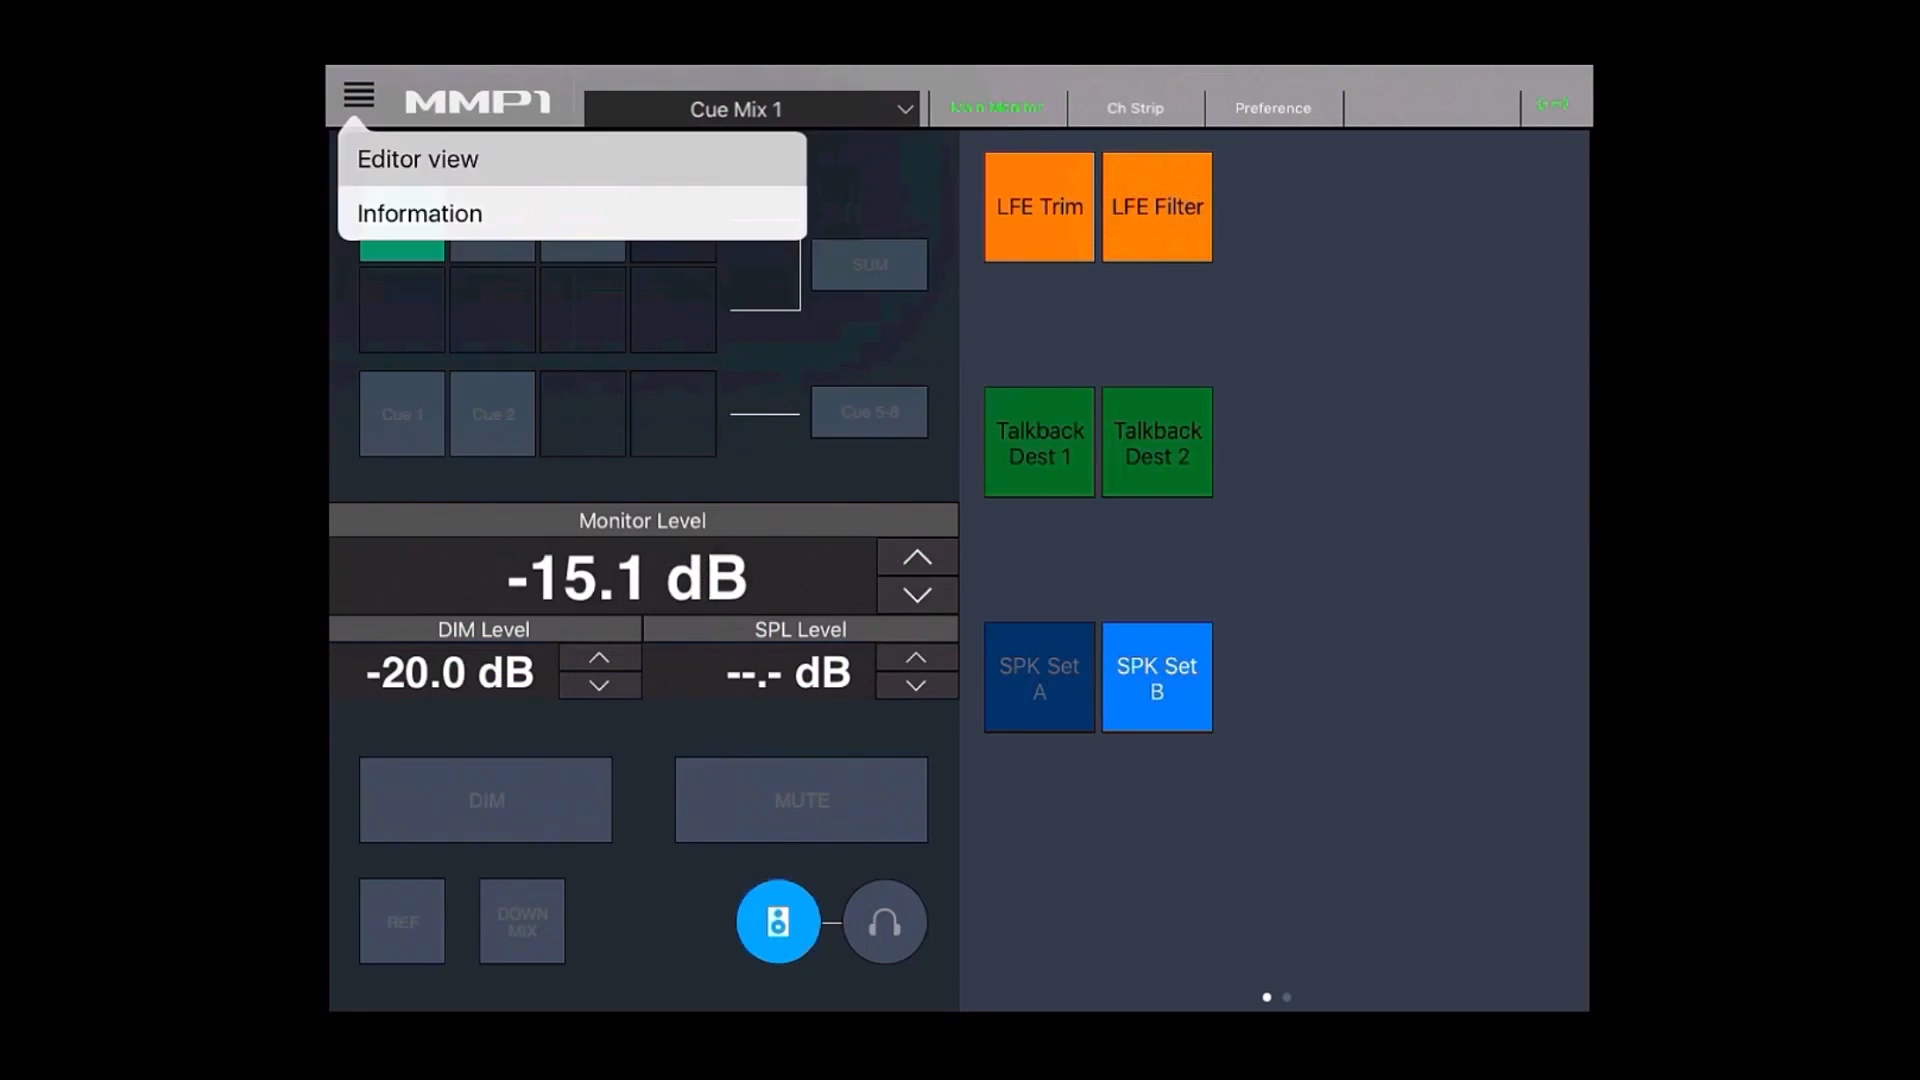 MMP1
Cue Mix 1
Main Monitor
Ch Strip
Preference
Editor view
Information
SUM
LFE Trim
LFE Filter
Cue 1
Cue 2
Cue 5-8
Talkback
Dest 1
Talkback
Dest 2
Monitor Level
-15.1 dB
DIM Level
SPL Level
-20.0 dB
--.- dB
SPK Set
A
SPK Set
B
DIM
MUTE
REF
DOWN
MIX